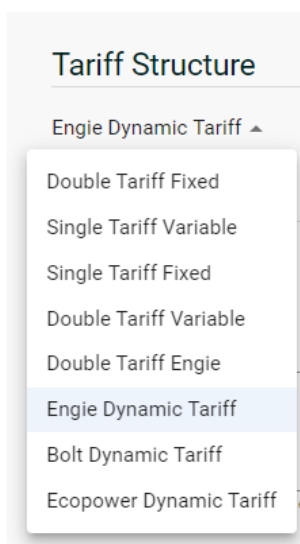 Tariff Structure
Engie Dynamic Tariff
Double Tariff Fixed
Single Tariff Variable
Single Tariff Fixed
Double Tariff Variable
Double Tariff Engie
Engie Dynamic Tariff
Bolt Dynamic Tariff
Ecopower Dynamic Tariff